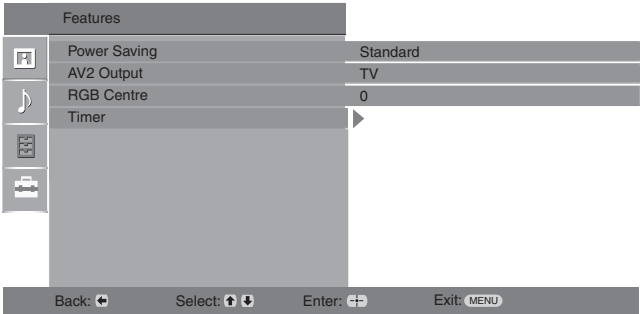 Features
Power Saving Standard
AV2 Output TV
RGB Centre 0
Timer
Back: Select: Enter: Exit: MENU